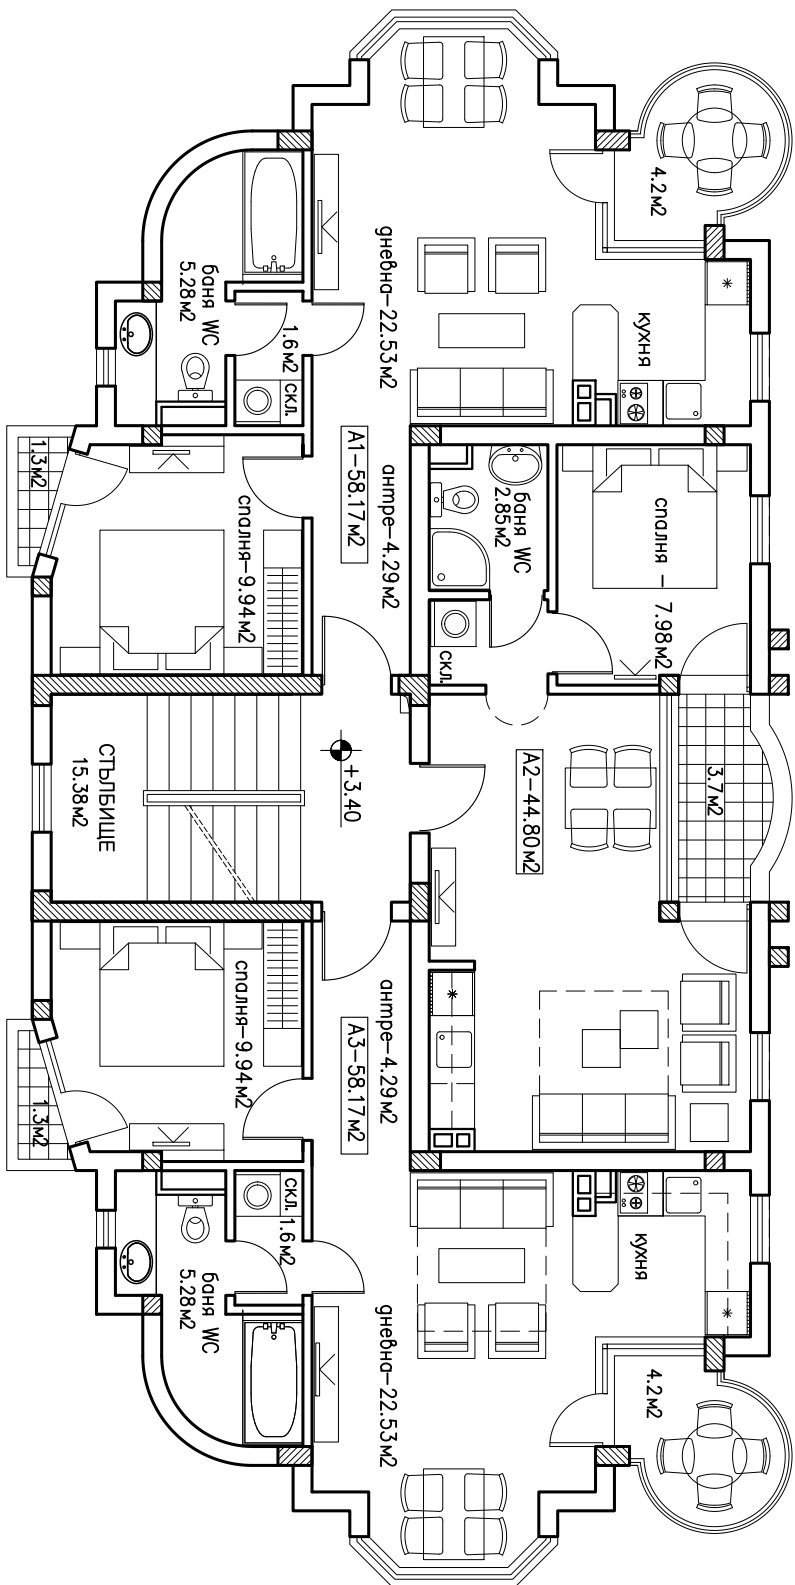 4.2м2
дневна-22.53м2
кухня
баня WC
5.28м2
1.6м2
скл.
А1-58.17м2
антре-4.29м2
1.3м2
спалня-9.94м2
баня WC
2.85м2
спалня - 7.98м2
скл.
СТЪЛБИЩЕ
15.38м2
+3.40
А2-44.80м2
3.7м2
спалня-9.94м2
антре-4.29м2
А3-58.17м2
1.3м2
скл.
1.6м2
баня WC
5.28м2
кухня
дневна-22.53м2
4.2м2